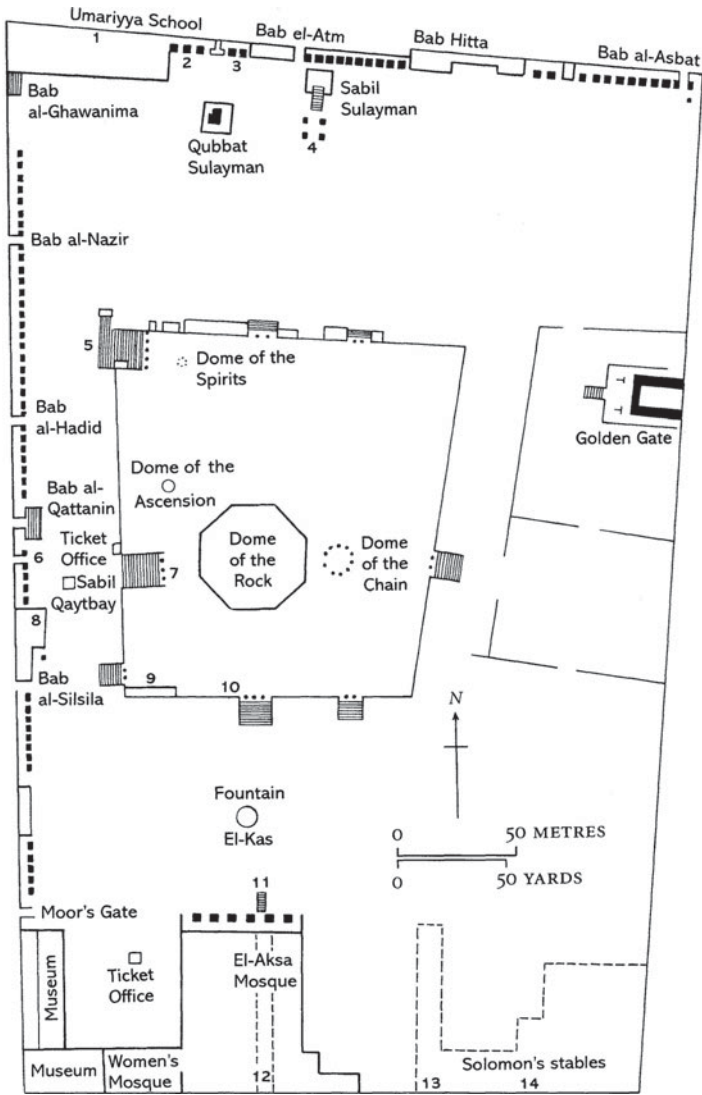 Umariyya School
1
2
3
Bab el-Atm
Bab Hitta
Bab al-Asbat
Bab
al-Ghawanima
Qubbat
Sulayman
Sabil
Sulayman
4
Bab al-Nazir
5
Dome of the
Spirits
Golden Gate
Bab
al-Hadid
Dome of the
Ascension
Bab al-
Qattanin
Ticket
Office
6
7
Dome
of the
Rock
Dome
of the
Chain
Sabil
Qaytbay
8
Bab
al-Silsila
9
10
N
Fountain
El-Kas
0 50 METRES
0 50 YARDS
11
Moor's Gate
Museum
Ticket
Office
El-Aksa
Mosque
Museum
Women's
Mosque
12
13
14
Solomon's stables